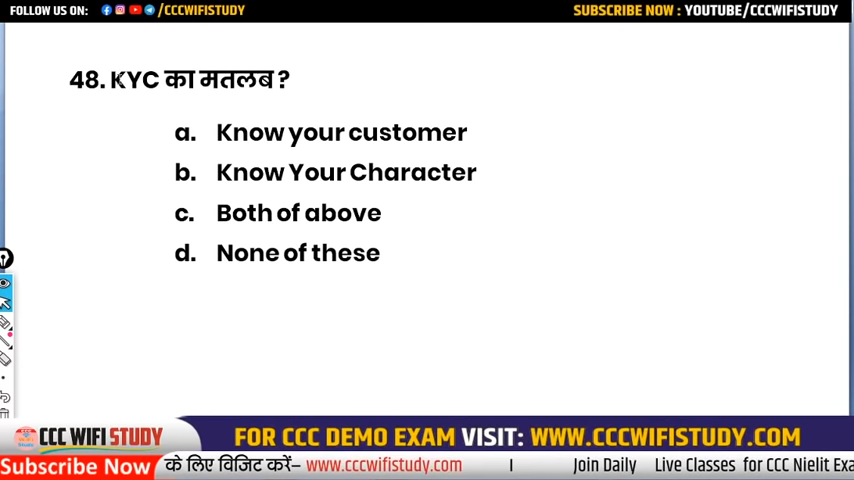 FOLLOW US ON: /CCCWIFISTUDY SUBSCRIBE NOW : YOUTUBE/CCCWIFISTUDY
48. KYC का मतलब ?
a. Know your customer
b. Know Your Character
c. Both of above
d. None of these
CCC WIFI STUDY FOR CCC DEMO EXAM VISIT: WWW.CCCWIFISTUDY.COM
Subscribe Now के लिए विजिट करें– www.cccwifistudy.com I Join Daily Live Classes for CCC Nielit Exa